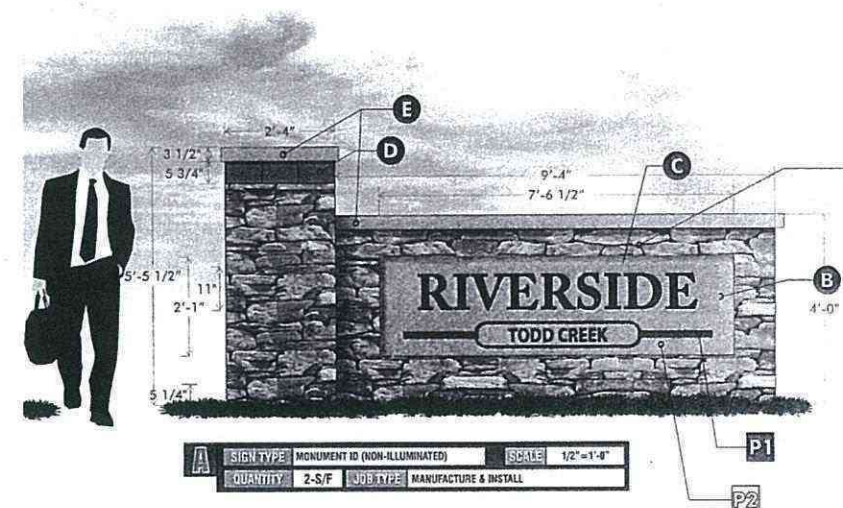 E
2'-4"
D
3 1/2"
5 3/4"
9'-4"
C
7'-6 1/2"
5'-5 1/2"
11"
2'-1"
B
4'-0"
RIVERSIDE
TODD CREEK
5 1/4"
P1
A
SIGN TYPE MONUMENT ID (NON-ILLUMINATED) SCALE 1/2"=1'-0"
QUANTITY 2-S/F JOB TYPE MANUFACTURE & INSTALL
P2